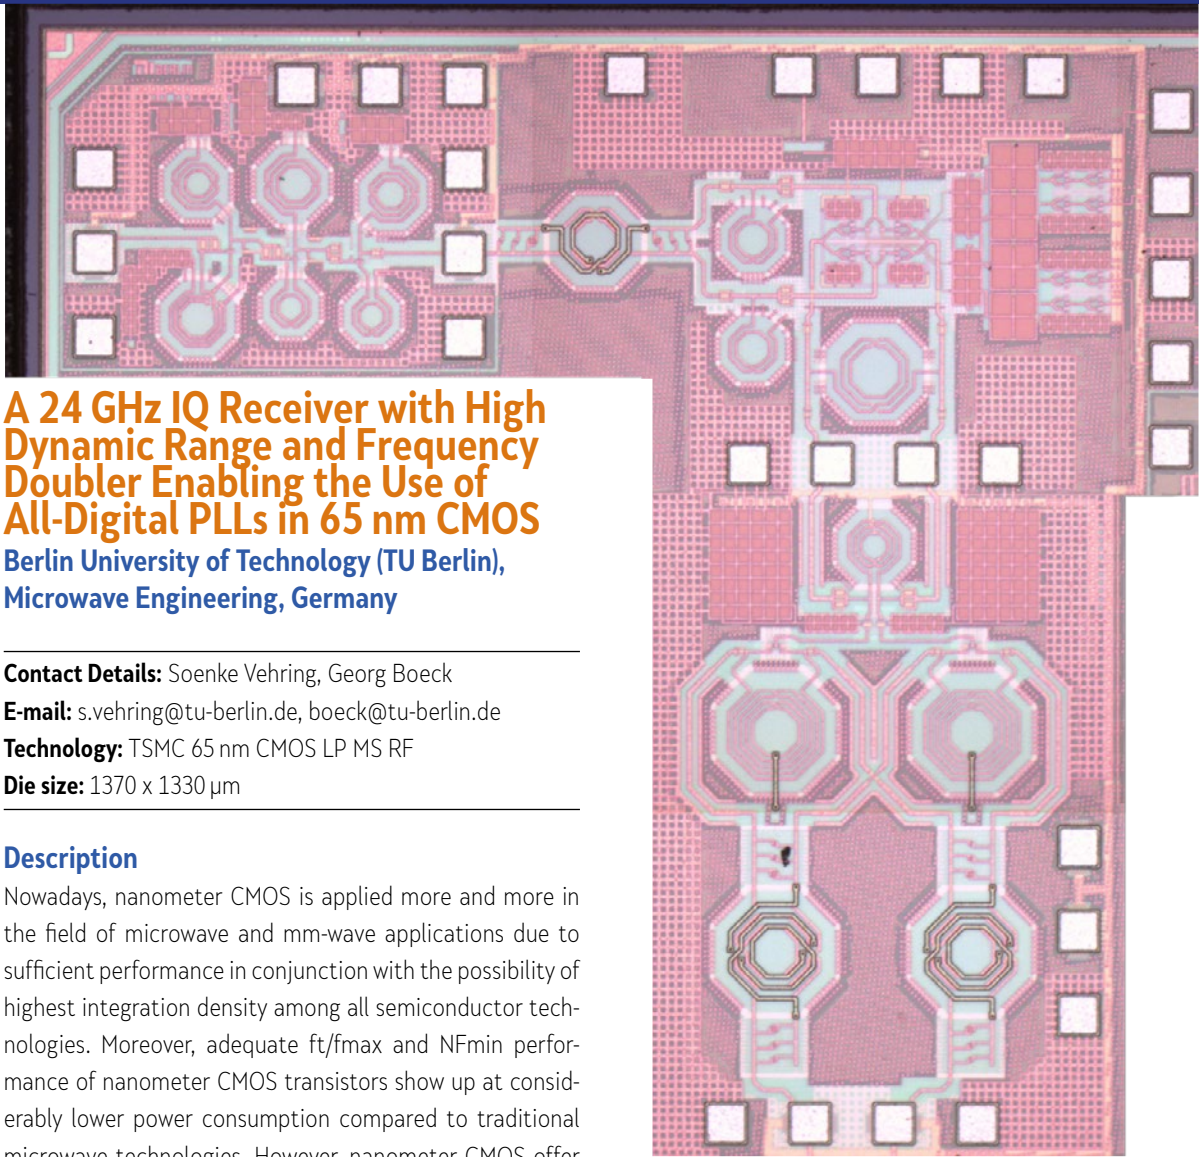 A 24 GHz IQ Receiver with High
Dynamic Range and Frequency
Doubler Enabling the Use of
All-Digital PLLs in 65 nm CMOS
Berlin University of Technology (TU Berlin),
Microwave Engineering, Germany
Contact Details: Soenke Vehring, Georg Boeck
E-mail: s.vehring@tu-berlin.de, boeck@tu-berlin.de
Technology: TSMC 65 nm CMOS LP MS RF
Die size: 1370 x 1330 µm
Description
Nowadays, nanometer CMOS is applied more and more in
the field of microwave and mm-wave applications due to
sufficient performance in conjunction with the possibility of
highest integration density among all semiconductor tech-
nologies. Moreover, adequate ft/fmax and NFmin perfor-
mance of nanometer CMOS transistors show up at consid-
erably lower power consumption compared to traditional
microwave technologies. However, nanometer CMOS offer